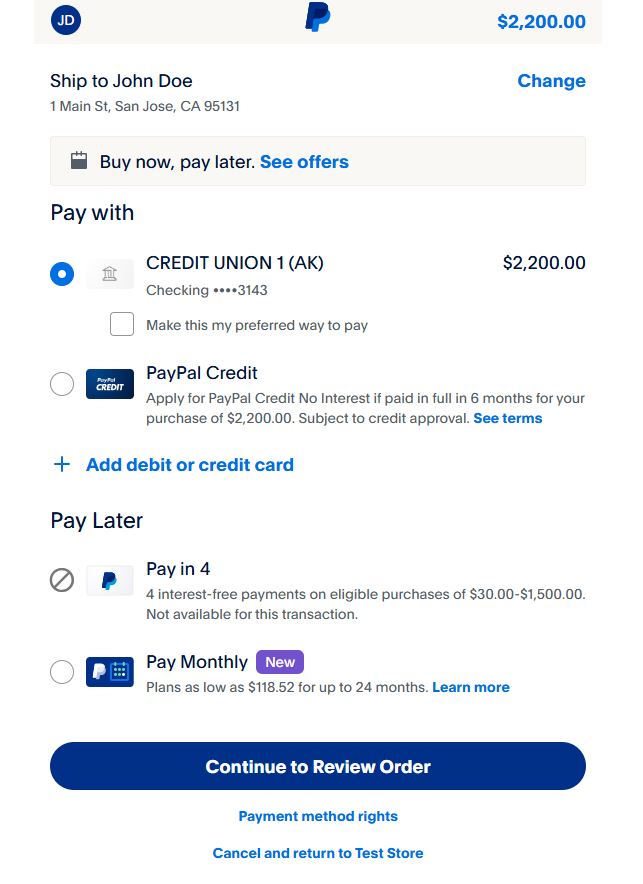 JD
$2,200.00
Ship to John Doe
Change
1 Main St, San Jose, CA 95131
Buy now, pay later. See offers
Pay with
CREDIT UNION 1 (AK)
$2,200.00
Checking ••••3143
Make this my preferred way to pay
PayPal CREDIT
PayPal Credit
Apply for PayPal Credit No Interest if paid in full in 6 months for your
purchase of $2,200.00. Subject to credit approval. See terms
+ Add debit or credit card
Pay Later
Pay in 4
4 interest-free payments on eligible purchases of $30.00-$1,500.00.
Not available for this transaction.
Pay Monthly New
Plans as low as $118.52 for up to 24 months. Learn more
Continue to Review Order
Payment method rights
Cancel and return to Test Store